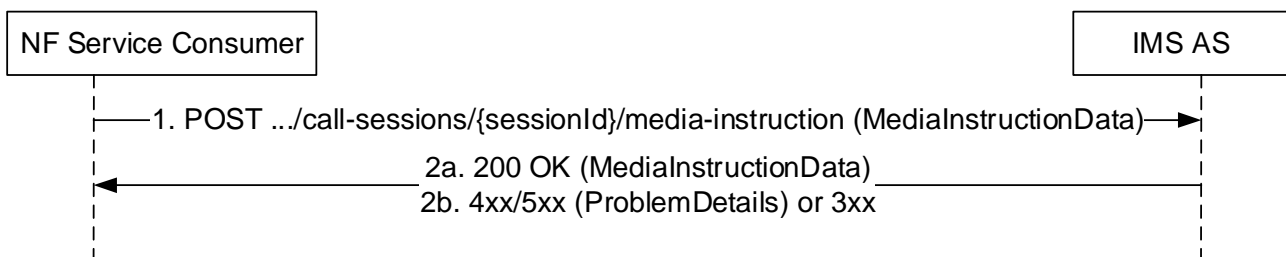 NF Service Consumer
IMS AS
1. POST .../call-sessions/{sessionId}/media-instruction (MediaInstructionData)
2a. 200 OK (MediaInstructionData)
2b. 4xx/5xx (ProblemDetails) or 3xx